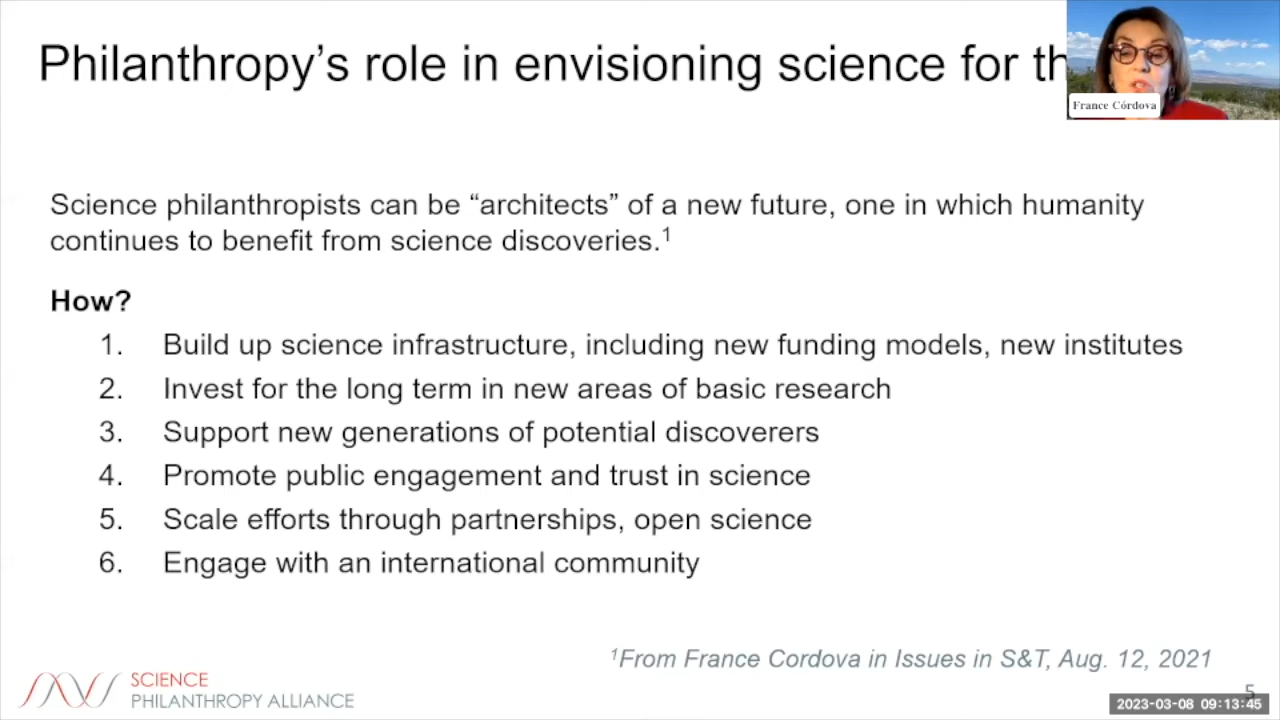 Philanthropy’s role in envisioning science for th
France Córdova
Science philanthropists can be “architects” of a new future, one in which humanity
continues to benefit from science discoveries.¹
How?
1. Build up science infrastructure, including new funding models, new institutes
2. Invest for the long term in new areas of basic research
3. Support new generations of potential discoverers
4. Promote public engagement and trust in science
5. Scale efforts through partnerships, open science
6. Engage with an international community
¹From France Cordova in Issues in S&T, Aug. 12, 2021
SCIENCE
PHILANTHROPY ALLIANCE
5
2023-03-08 09:13:45